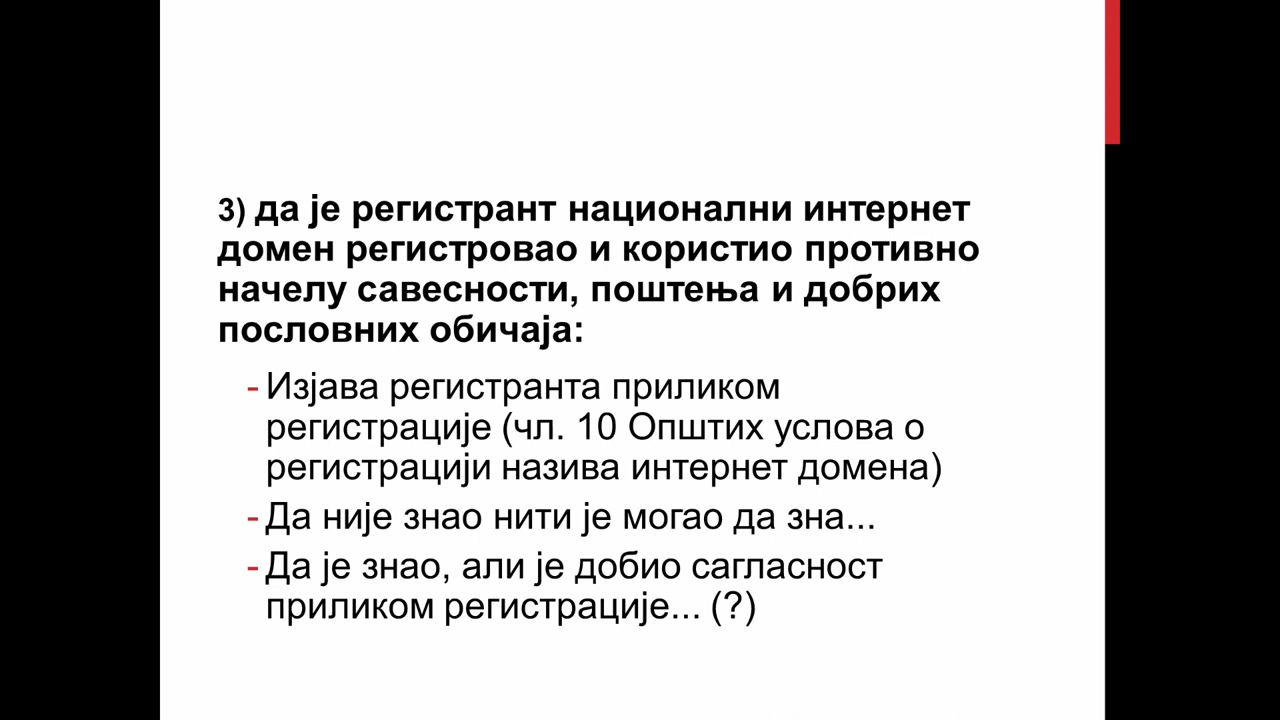 3) да је регистрант национални интернет
домен регистровао и користио противно
начелу савесности, поштења и добрих
пословних обичаја:
- Изјава регистранта приликом
регистрације (чл. 10 Општих услова о
регистрацији назива интернет домена)
- Да није знао нити је могао да зна...
- Да је знао, али је добио сагласност
приликом регистрације... (?)